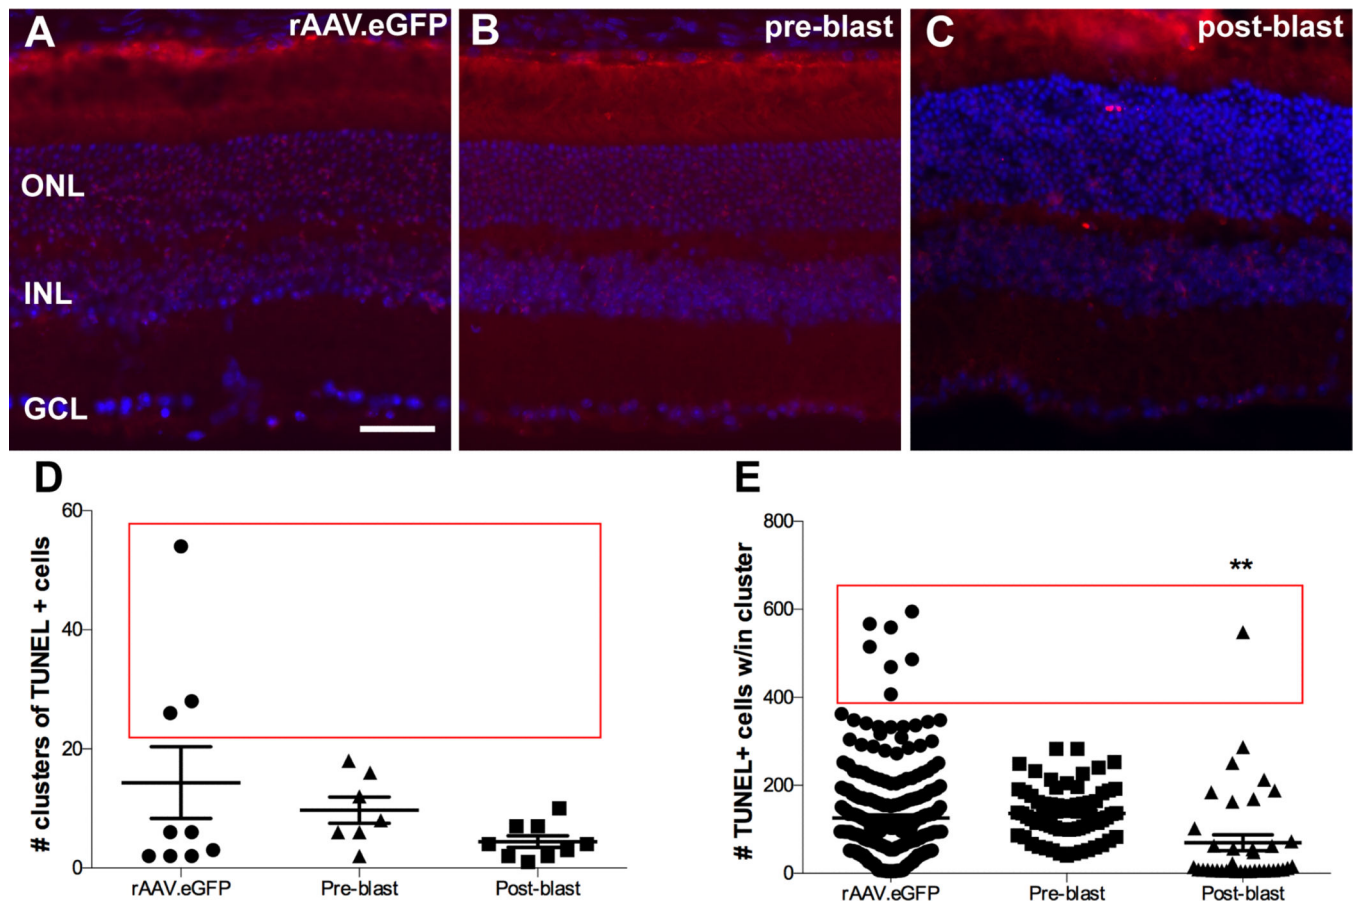 A rAAV.eGFP
B pre-blast
C post-blast
ONL
INL
GCL
D
# clusters of TUNEL + cells
60
40
20
0
rAAV.eGFP Pre-blast Post-blast
E
# TUNEL+ cells w/in cluster
800
600
400
200
0
**
rAAV.eGFP Pre-blast Post-blast